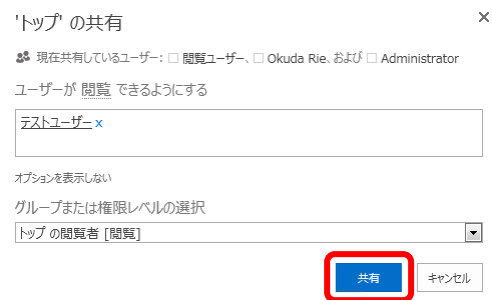 'トップ' の共有
現在共有しているユーザー: 閲覧ユーザー、 Okuda Rie、および Administrator
ユーザーが 閲覧 できるようにする
テストユーザー x
オプションを表示しない
グループまたは権限レベルの選択
トップ の閲覧者 [閲覧]
共有 キャンセル